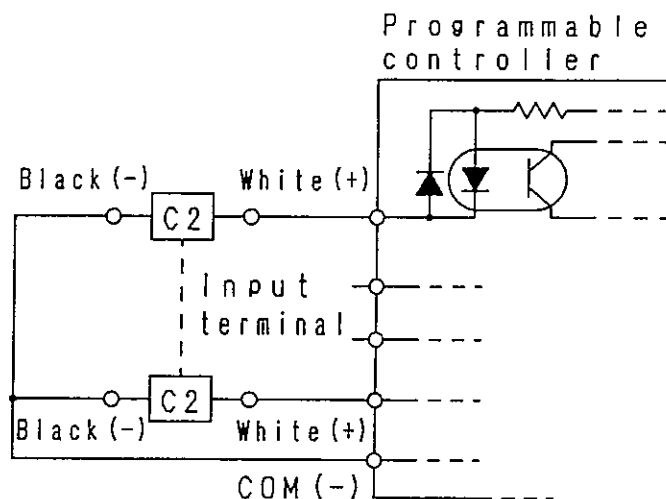 Programmable
controller
Black(-)
C2
White(+)
Input
terminal
C2
Black(-)
White(+)
COM(-)